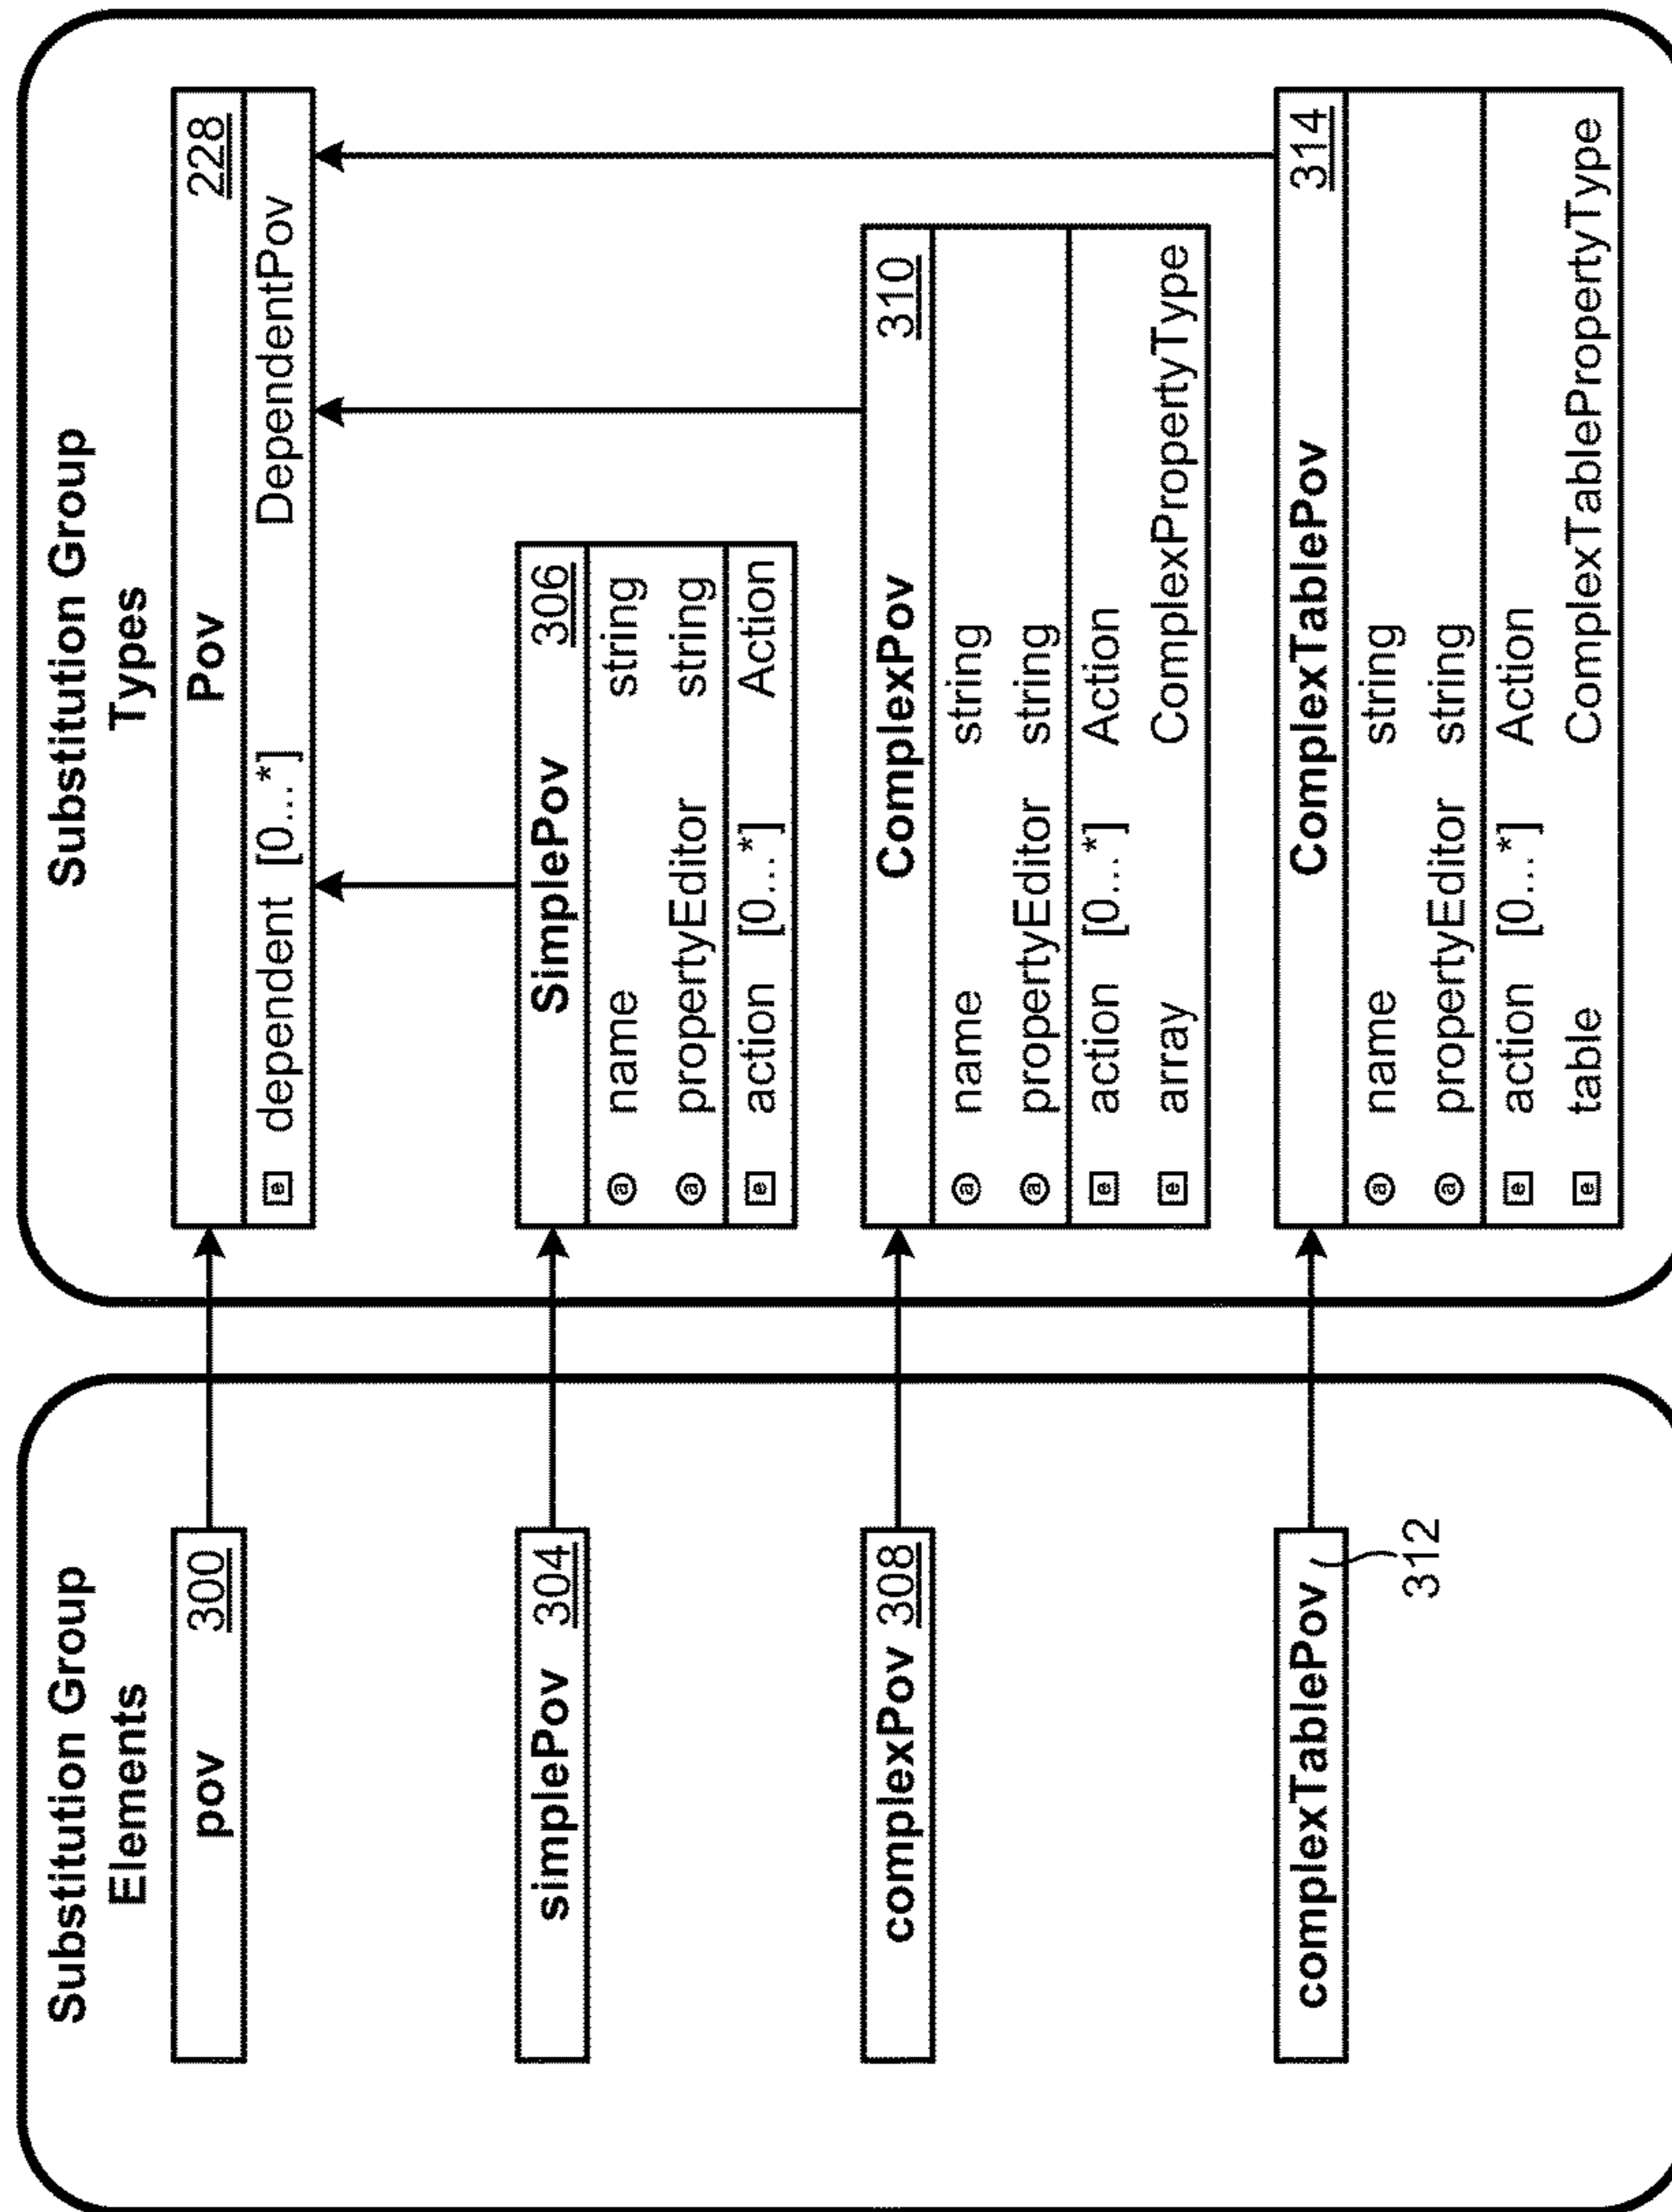 Substitution Group
Elements
pov 300
simplePov 304
complexPov 308
complexTablePov
312
Substitution Group
Types
Pov 228
e dependent [0...*] DependentPov
SimplePov 306
a name string
a propertyEditor string
e action [0...*] Action
ComplexPov 310
a name string
a propertyEditor string
e action [0...*] Action
e array ComplexPropertyType
ComplexTablePov 314
a name string
a propertyEditor string
e action [0...*] Action
e table ComplexTablePropertyType